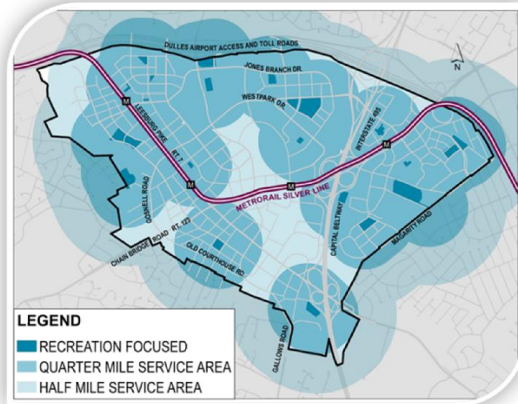 DULLES AIRPORT ACCESS AND TOLL ROADS
N
JONES BRANCH DR.
WESTPARK DR.
INTERSTATE 495
M
LEESBURG PIKE RT. 7
M
M
M
METRORAIL SILVER LINE
GOSNELL ROAD
CHAIN BRIDGE ROAD RT. 123
OLD COURTHOUSE RD.
CAPITAL BELTWAY
MAGARITY ROAD
GALLOWS ROAD
LEGEND
RECREATION FOCUSED
QUARTER MILE SERVICE AREA
HALF MILE SERVICE AREA